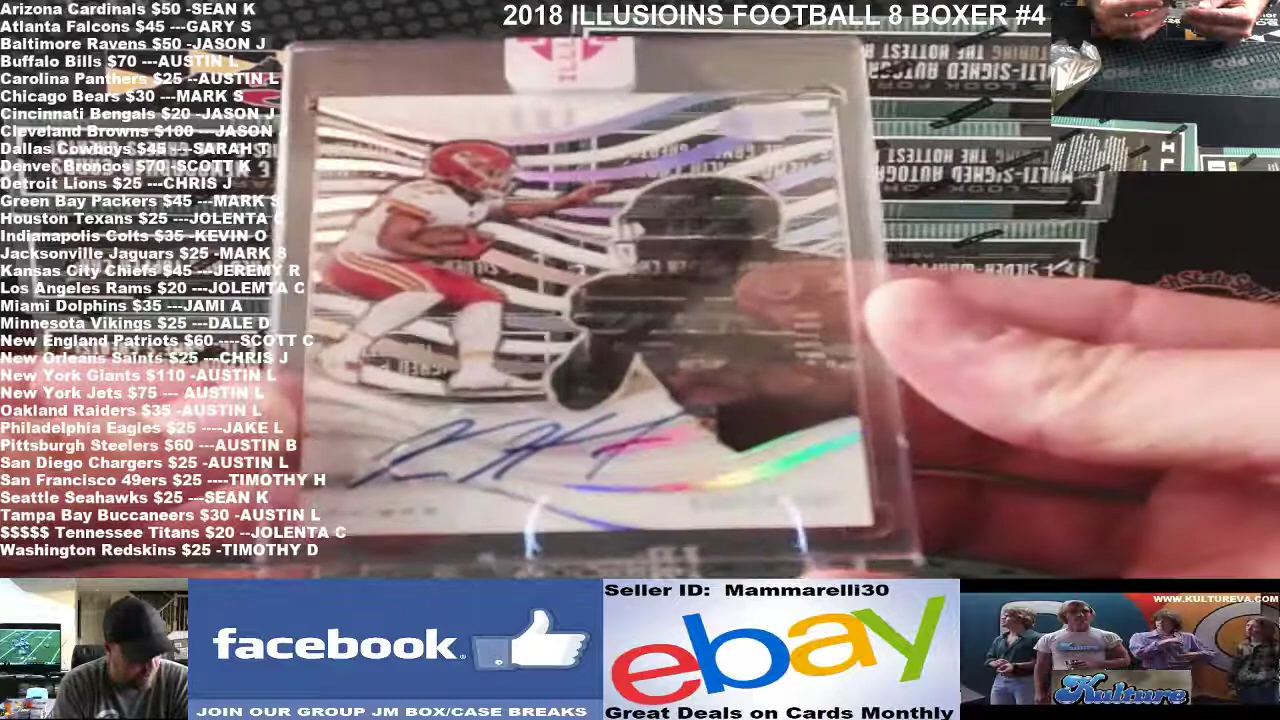 2018 ILLUSIOINS FOOTBALL 8 BOXER #4
Arizona Cardinals $50 -SEAN K
Atlanta Falcons $45 ---GARY S
Baltimore Ravens $50 -JASON J
Buffalo Bills $70 ---AUSTIN L
Carolina Panthers $25 --AUSTIN L
Chicago Bears $30 ---MARK S
Cincinnati Bengals $20 -JASON J
Cleveland Browns $100 ---JASON J
Dallas Cowboys $45 ---SARAH T
Denver Broncos $70 -SCOTT K
Detroit Lions $25 ---CHRIS J
Green Bay Packers $45 ---MARK S
Houston Texans $25 ---JOLENTA C
Indianapolis Colts $35 -KEVIN O
Jacksonville Jaguars $25 -MARK S
Kansas City Chiefs $45 ---JEREMY R
Los Angeles Rams $20 ---JOLEMTA C
Miami Dolphins $35 ---JAMI A
Minnesota Vikings $25 ---DALE D
New England Patriots $60 ----SCOTT C
New Orleans Saints $25 ---CHRIS J
New York Giants $110 -AUSTIN L
New York Jets $75 --- AUSTIN L
Oakland Raiders $35 -AUSTIN L
Philadelphia Eagles $25 ----JAKE L
Pittsburgh Steelers $60 ---AUSTIN B
San Diego Chargers $25 -AUSTIN L
San Francisco 49ers $25 ----TIMOTHY H
Seattle Seahawks $25 ---SEAN K
Tampa Bay Buccaneers $30 -AUSTIN L
$$$$$ Tennessee Titans $20 --JOLENTA C
Washington Redskins $25 -TIMOTHY D
MULTI-SIGNED AUTOGRA
THE HOTTEST
facebook
JOIN OUR GROUP JM BOX/CASE BREAKS
Seller ID: Mammarelli30
ebay
Great Deals on Cards Monthly
WWW.KULTUREVA.COM
Kulture